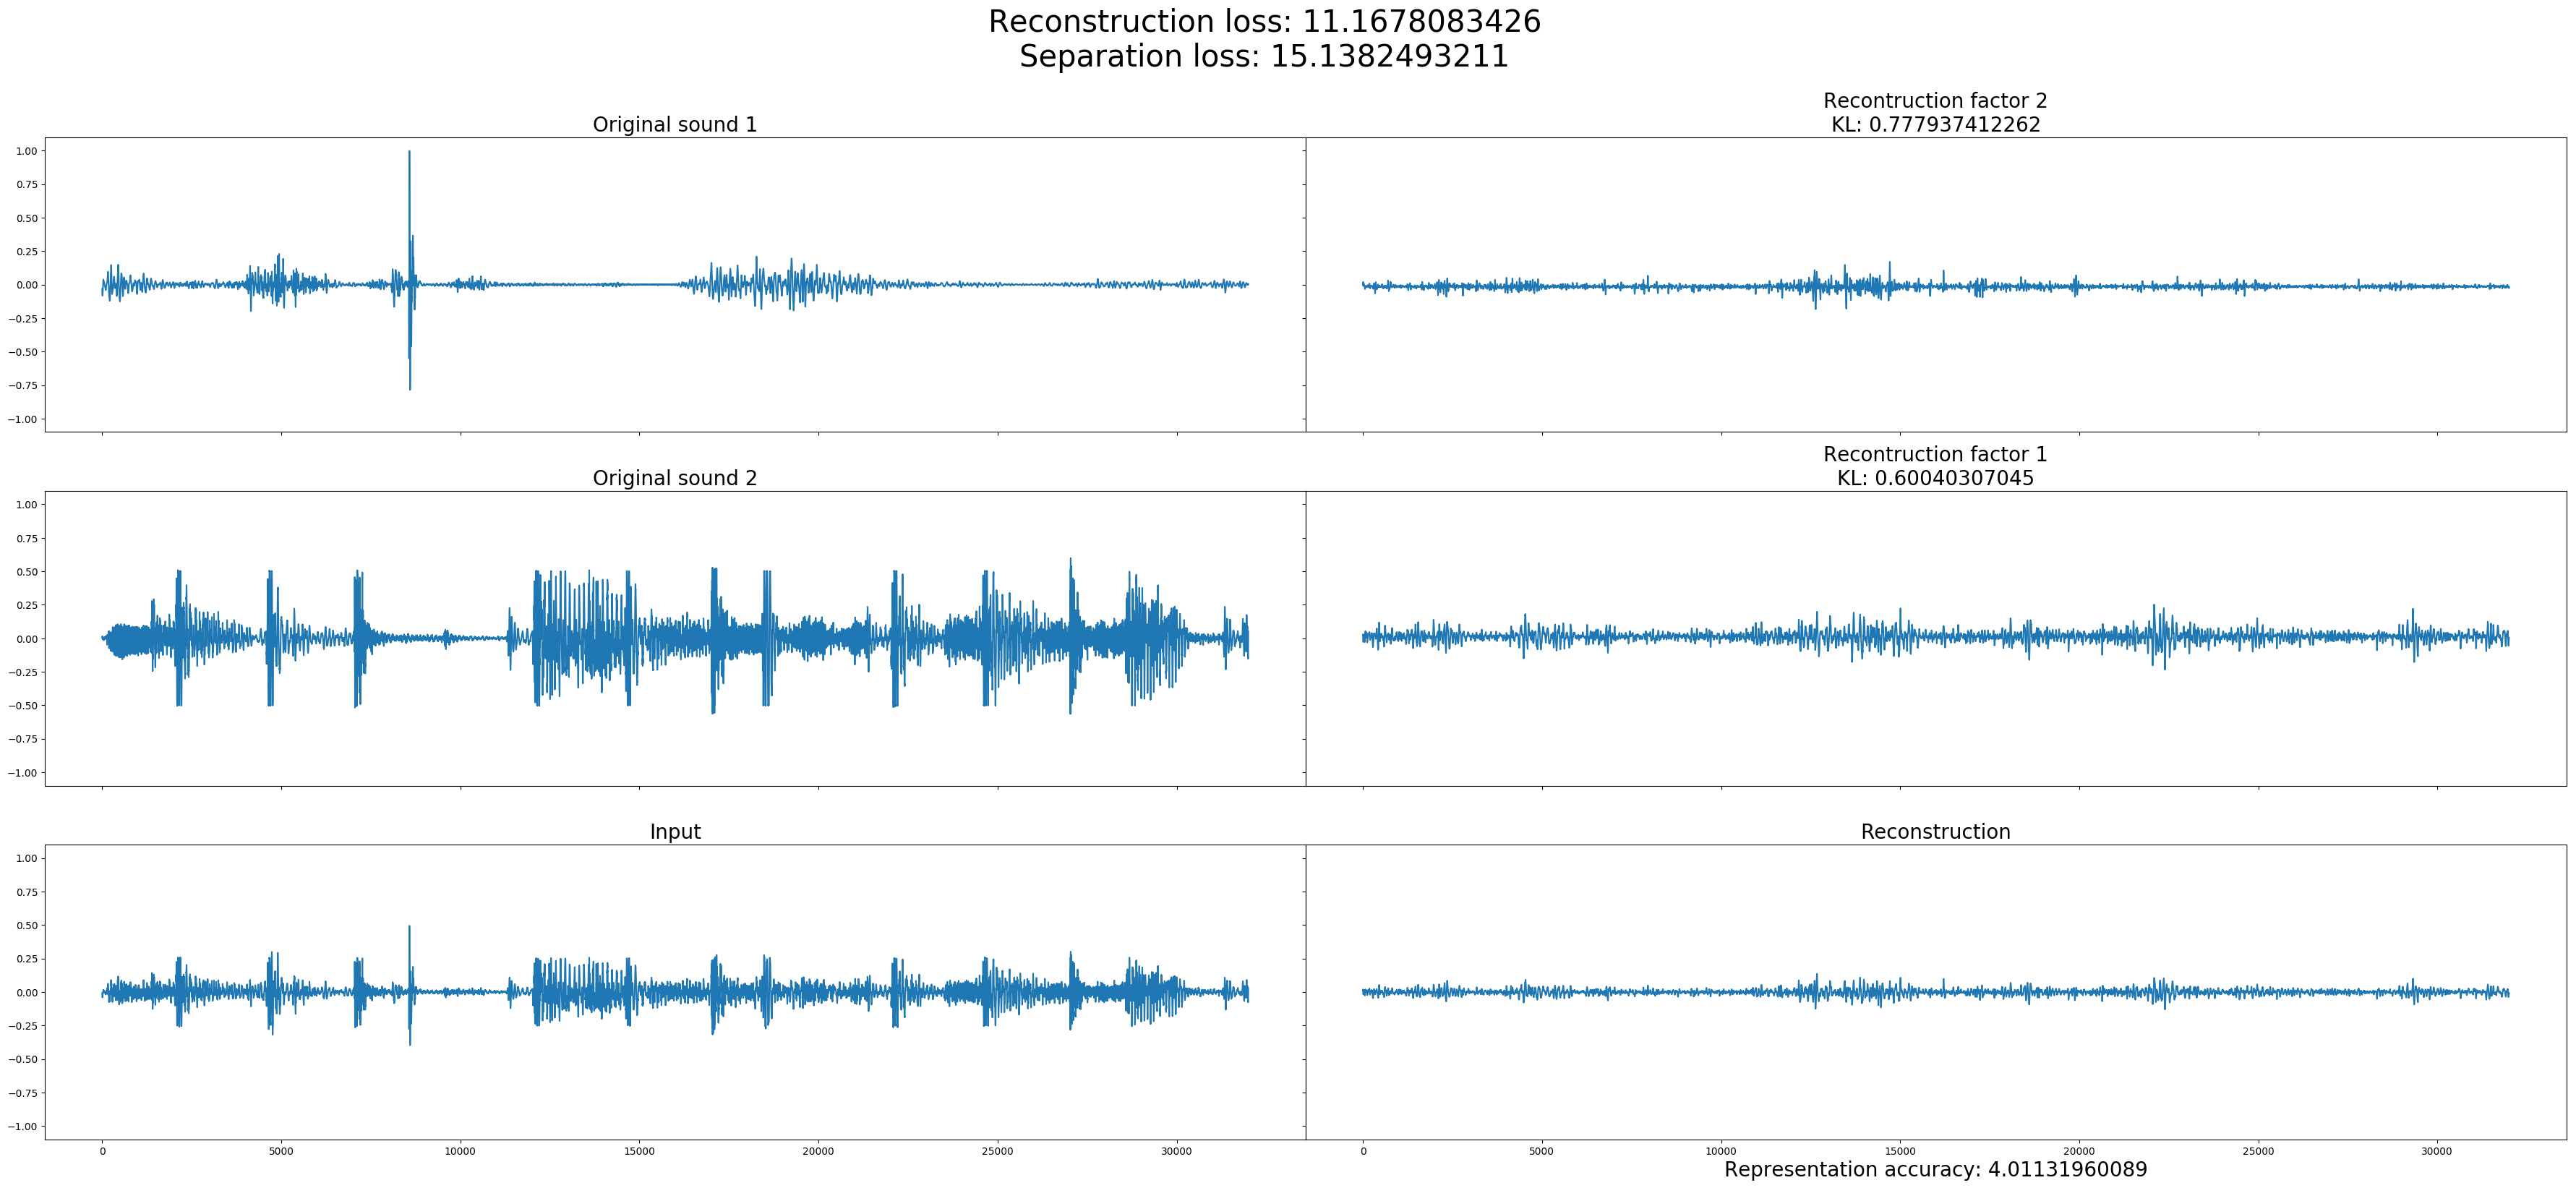 Reconstruction loss: 11.1678083426
Separation loss: 15.1382493211
Original sound 1
Recontruction factor 2
KL: 0.777937412262
1.00
0.75
0.50
0.25
0.00
−0.25
−0.50
−0.75
−1.00
Original sound 2
Recontruction factor 1
KL: 0.60040307045
1.00
0.75
0.50
0.25
0.00
−0.25
−0.50
−0.75
−1.00
Input
Reconstruction
1.00
0.75
0.50
0.25
0.00
−0.25
−0.50
−0.75
−1.00
0 5000 10000 15000 20000 25000 30000
0 5000 10000 15000 20000 25000 30000
Representation accuracy: 4.01131960089